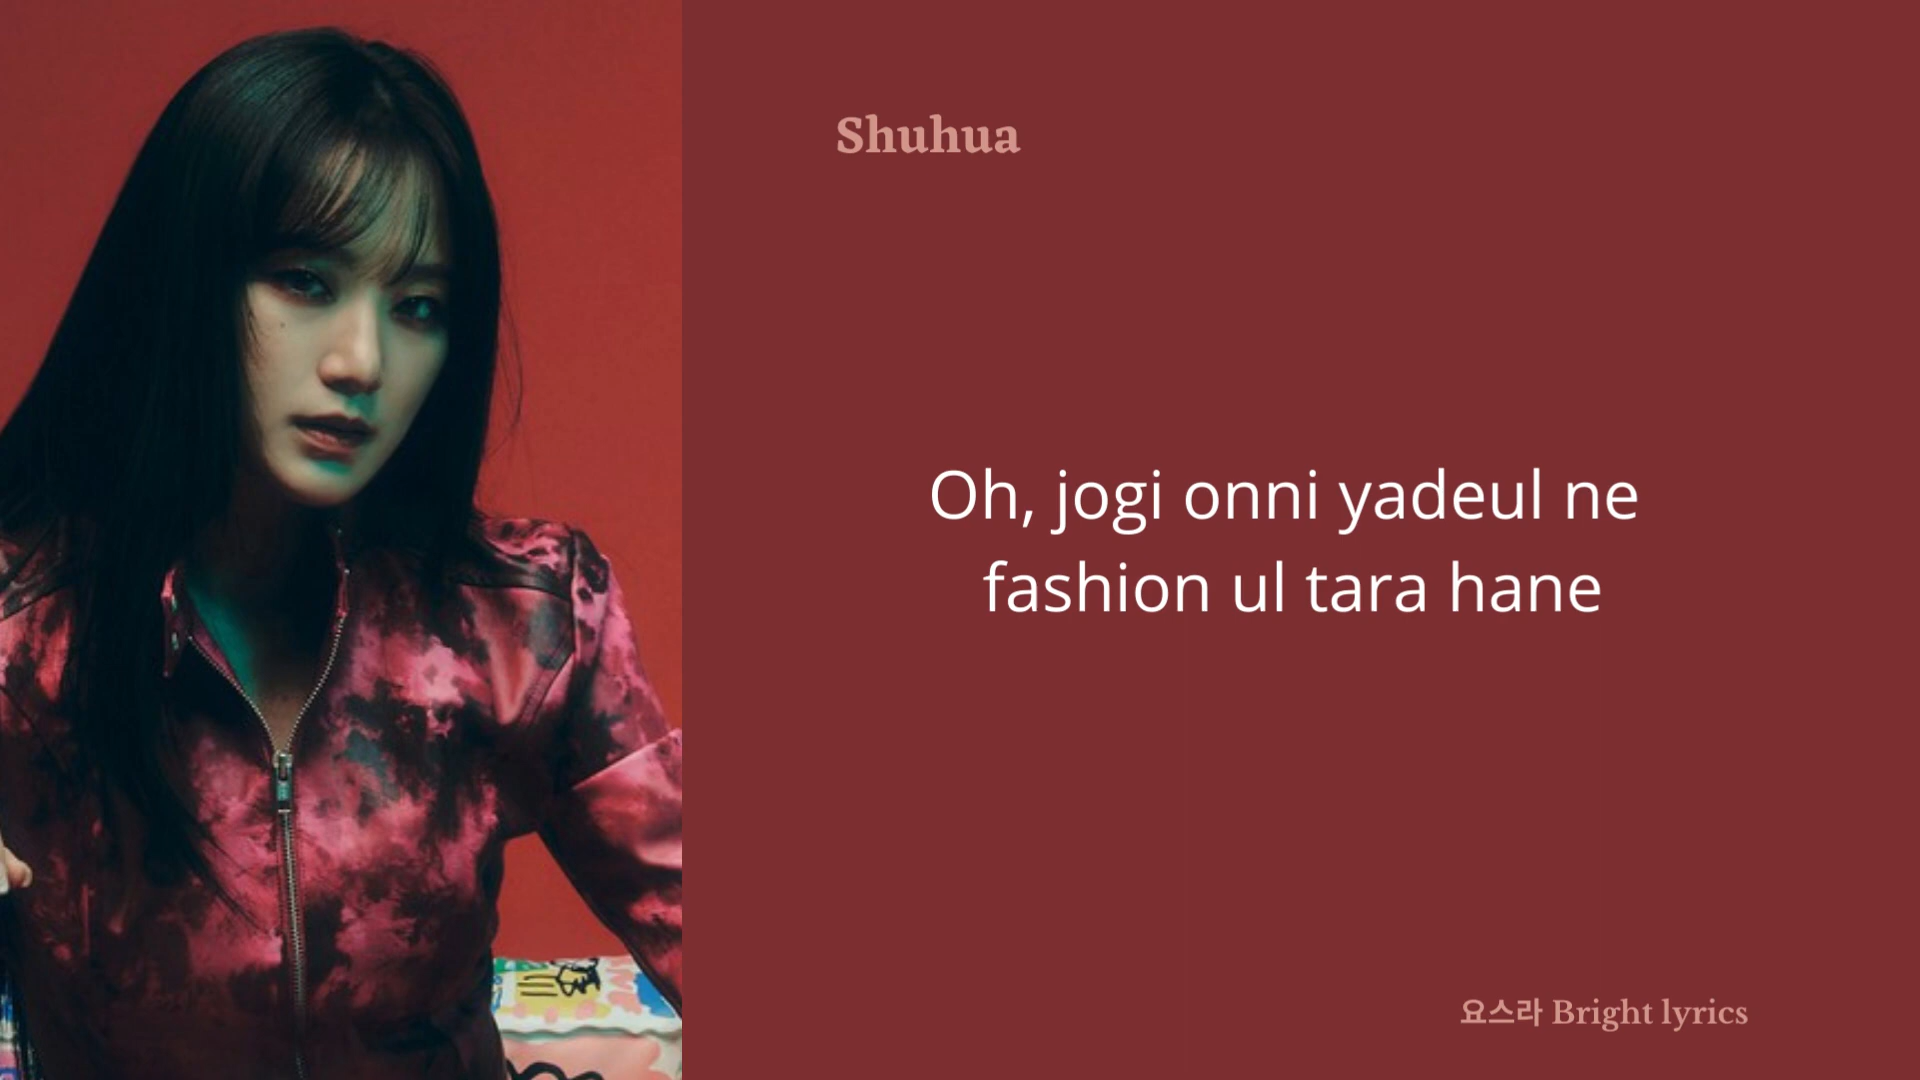 Shuhua
Oh, jogi onni yadeul ne
fashion ul tara hane
요스라 Bright lyrics